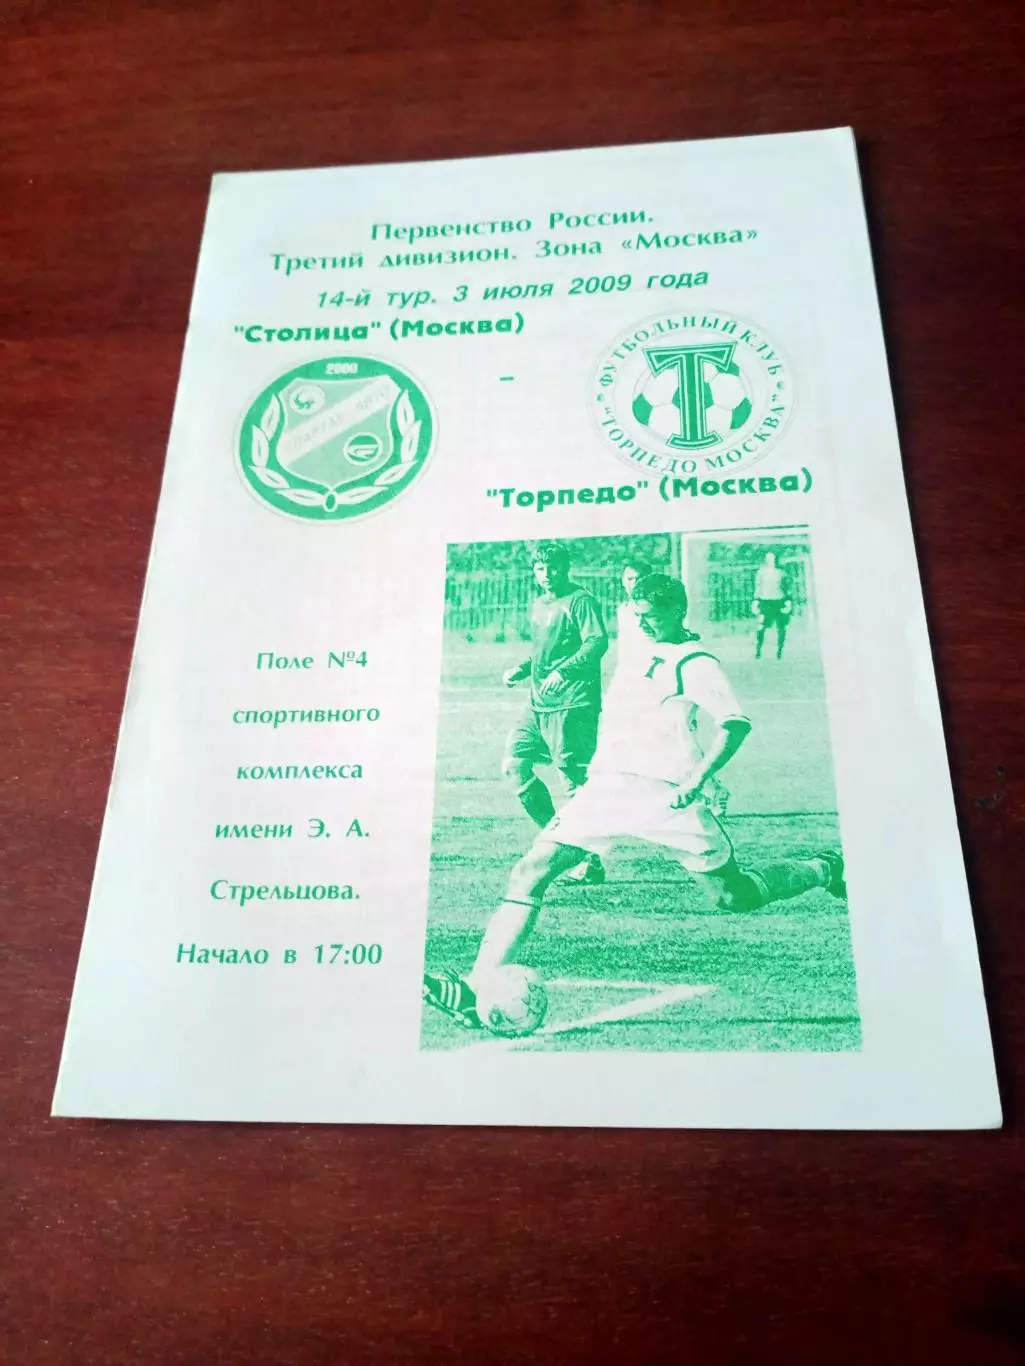 Первенство России.
Третий дивизион. Зона «Москва»
14-й тур. 3 июля 2009 года
"Столица" (Москва)
2000
-
ФУТБОЛЬНЫЙ КЛУБ
"ТОРПЕДО МОСКВА"
Т
"Торпедо" (Москва)
Т
Поле №4
спортивного
комплекса
имени Э. А.
Стрельцова.
Начало в 17:00